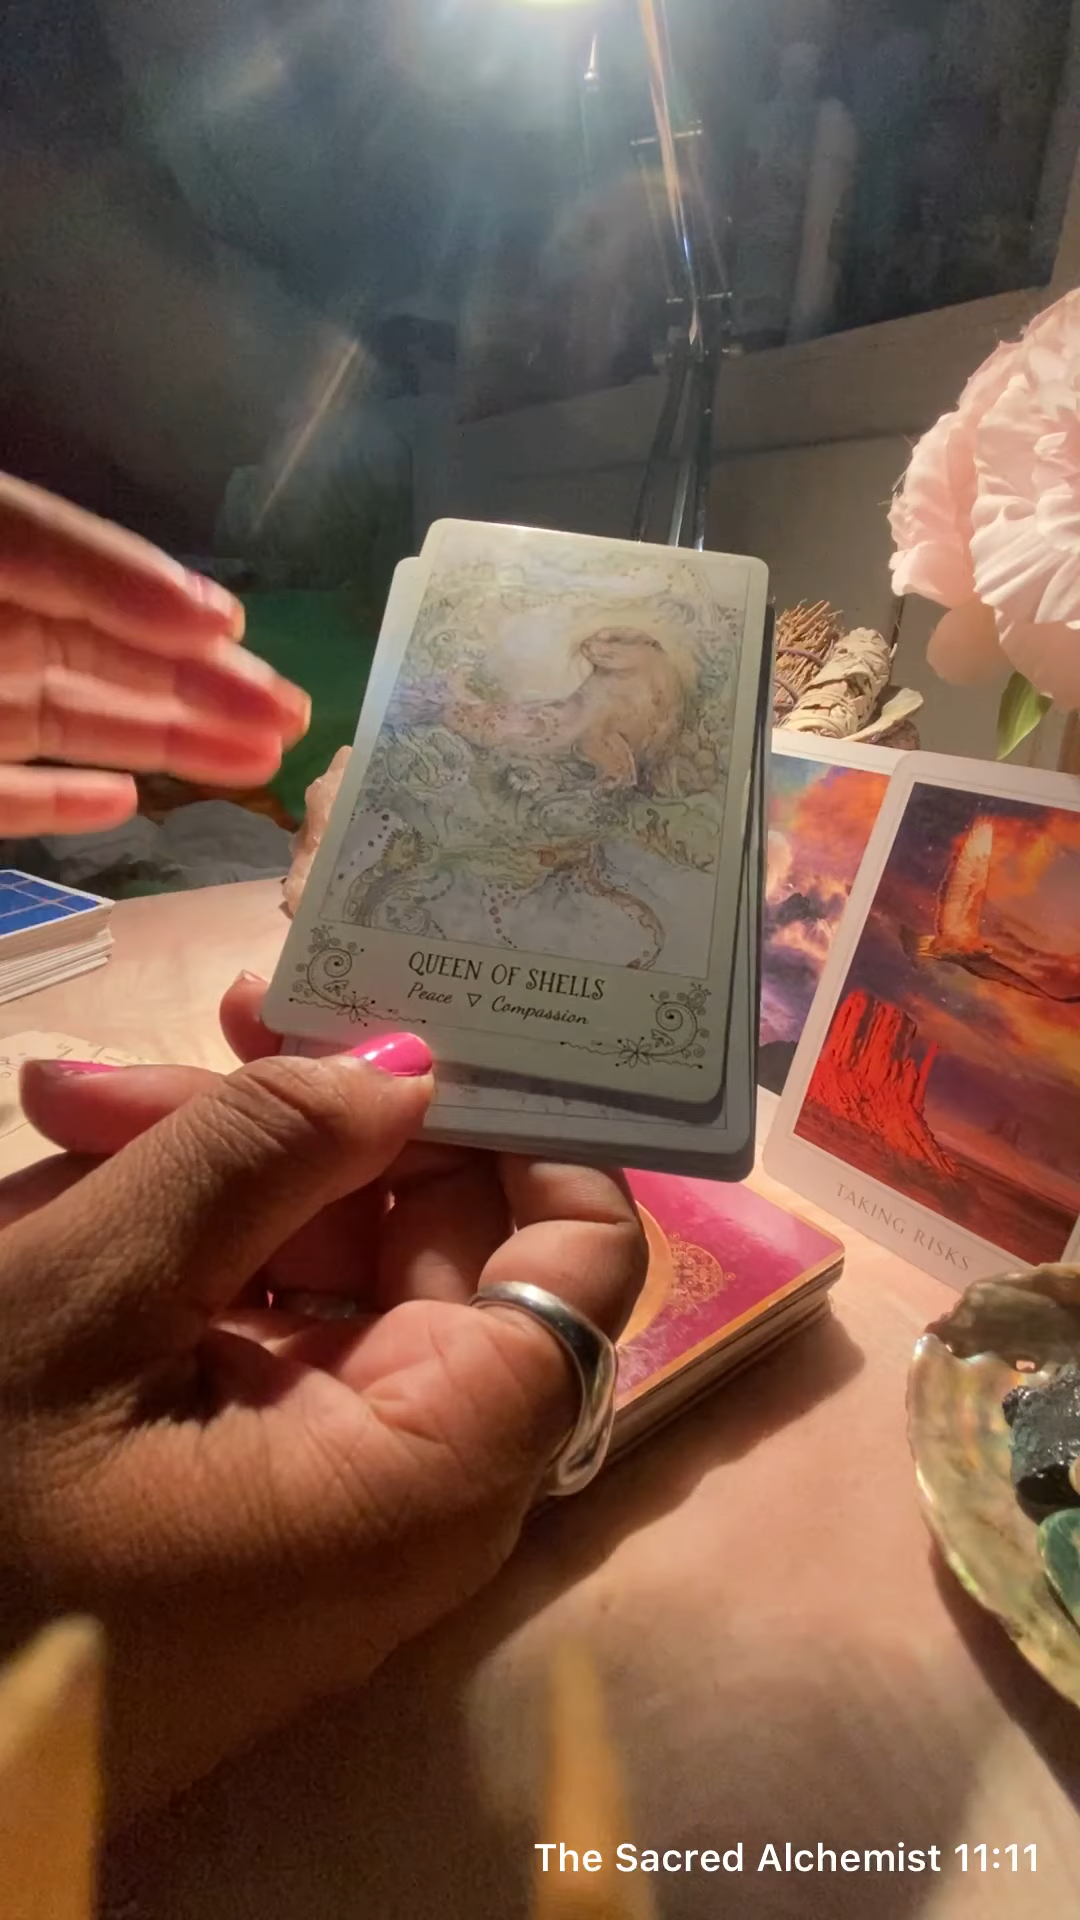 QUEEN OF SHELLS
Peace ▽ Compassion
TAKING RISKS
The Sacred Alchemist 11:11